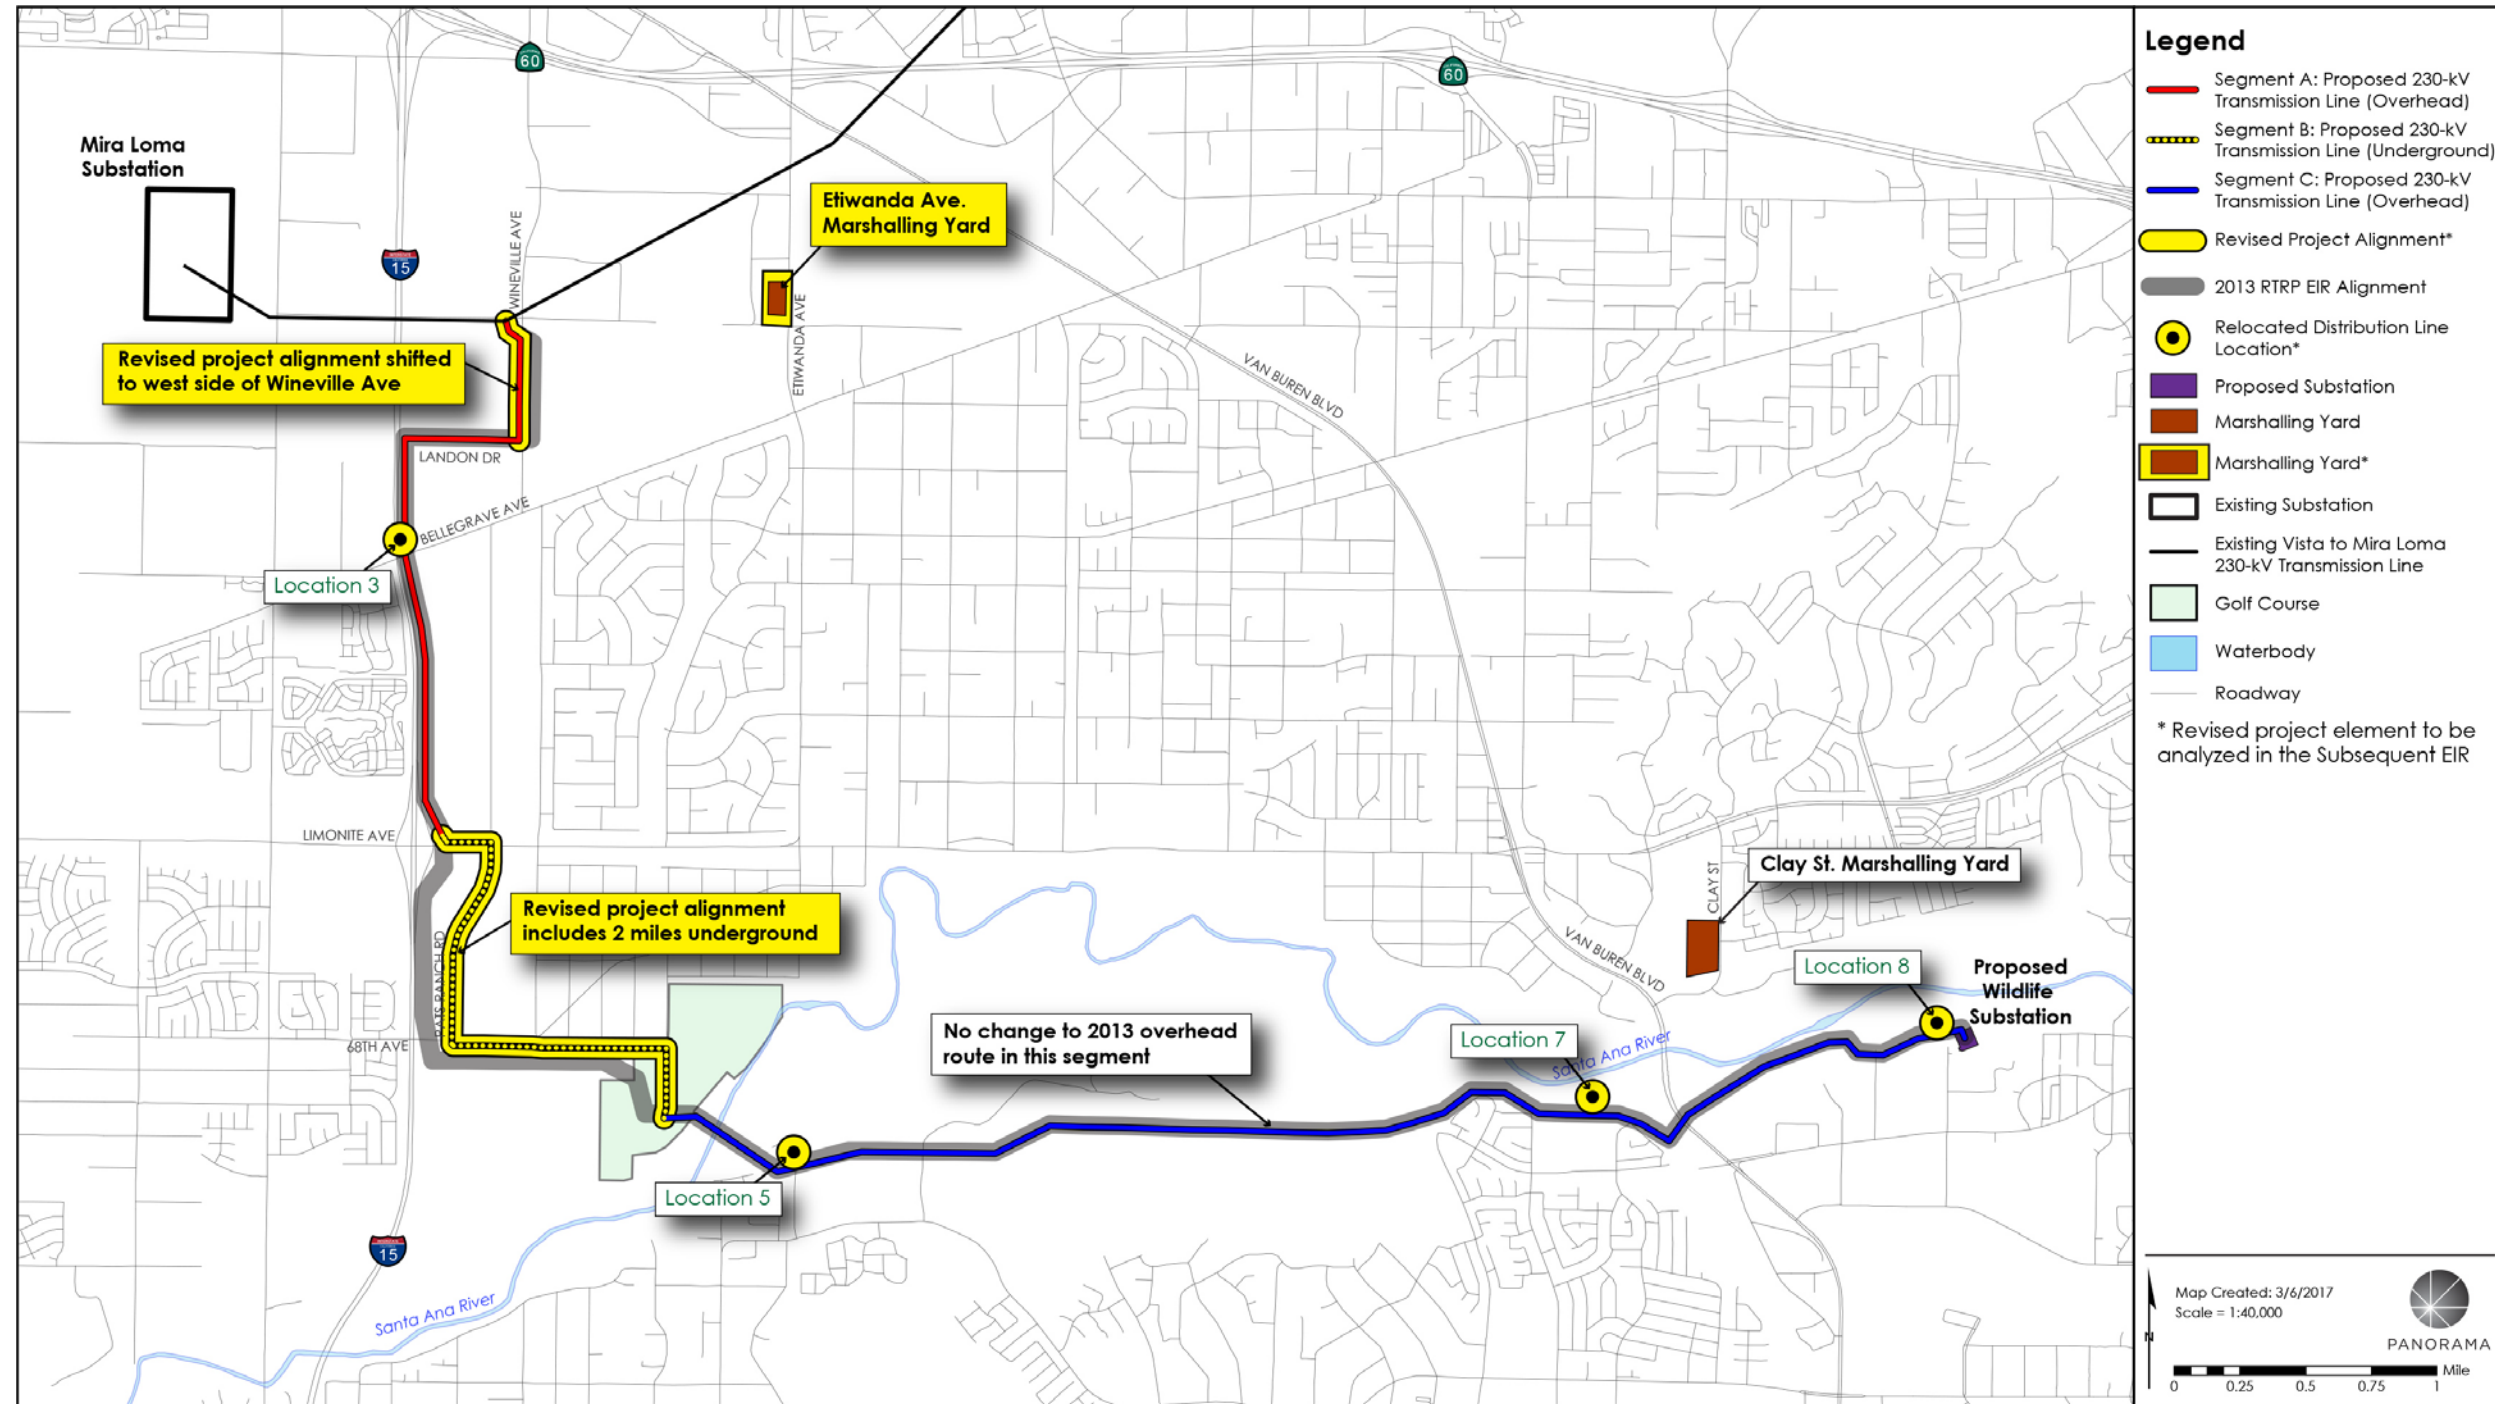 60
60
Mira Loma
Substation
15
WINEVILLE AVE
Etiwanda Ave.
Marshalling Yard
ETIWANDA AVE
Revised project alignment shifted
to west side of Wineville Ave
VAN BUREN BLVD
LANDON DR
BELLEGRAVE AVE
Location 3
LIMONITE AVE
Revised project alignment
includes 2 miles underground
PATS RANCH RD
68TH AVE
Clay St. Marshalling Yard
CLAY ST
VAN BUREN BLVD
Location 8
Proposed
Wildlife
Substation
No change to 2013 overhead
route in this segment
Location 7
Santa Ana River
Location 5
15
Santa Ana River
Legend
Segment A: Proposed 230-kV
Transmission Line (Overhead)
Segment B: Proposed 230-kV
Transmission Line (Underground)
Segment C: Proposed 230-kV
Transmission Line (Overhead)
Revised Project Alignment*
2013 RTRP EIR Alignment
Relocated Distribution Line
Location*
Proposed Substation
Marshalling Yard
Marshalling Yard*
Existing Substation
Existing Vista to Mira Loma
230-kV Transmission Line
Golf Course
Waterbody
Roadway
* Revised project element to be
analyzed in the Subsequent EIR
Map Created: 3/6/2017
Scale = 1:40,000
N
PANORAMA
Mile
0 0.25 0.5 0.75 1